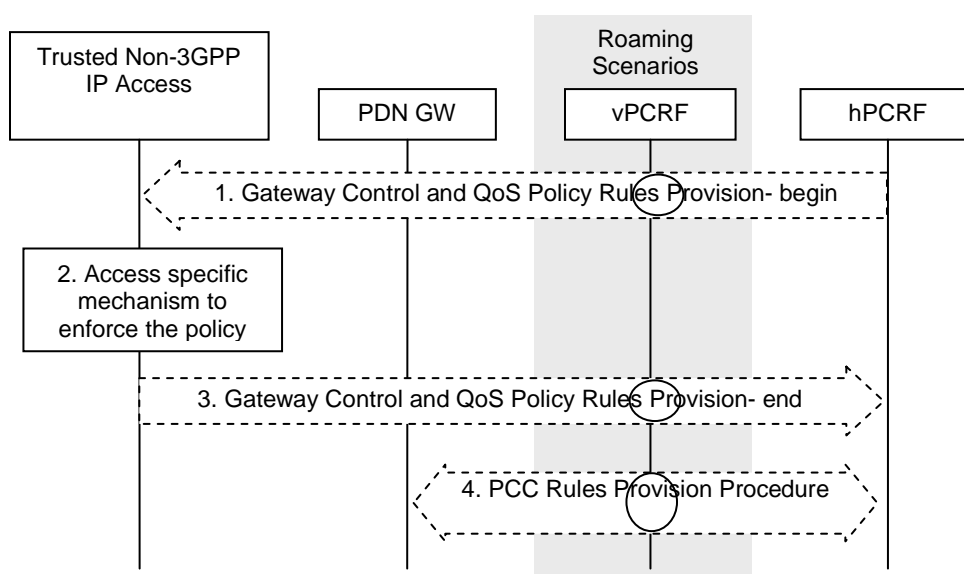 Roaming
Scenarios
Trusted Non-3GPP
IP Access
PDN GW
vPCRF
hPCRF
1. Gateway Control and QoS Policy Rules Provision- begin
2. Access specific
mechanism to
enforce the policy
3. Gateway Control and QoS Policy Rules Provision- end
4. PCC Rules Provision Procedure